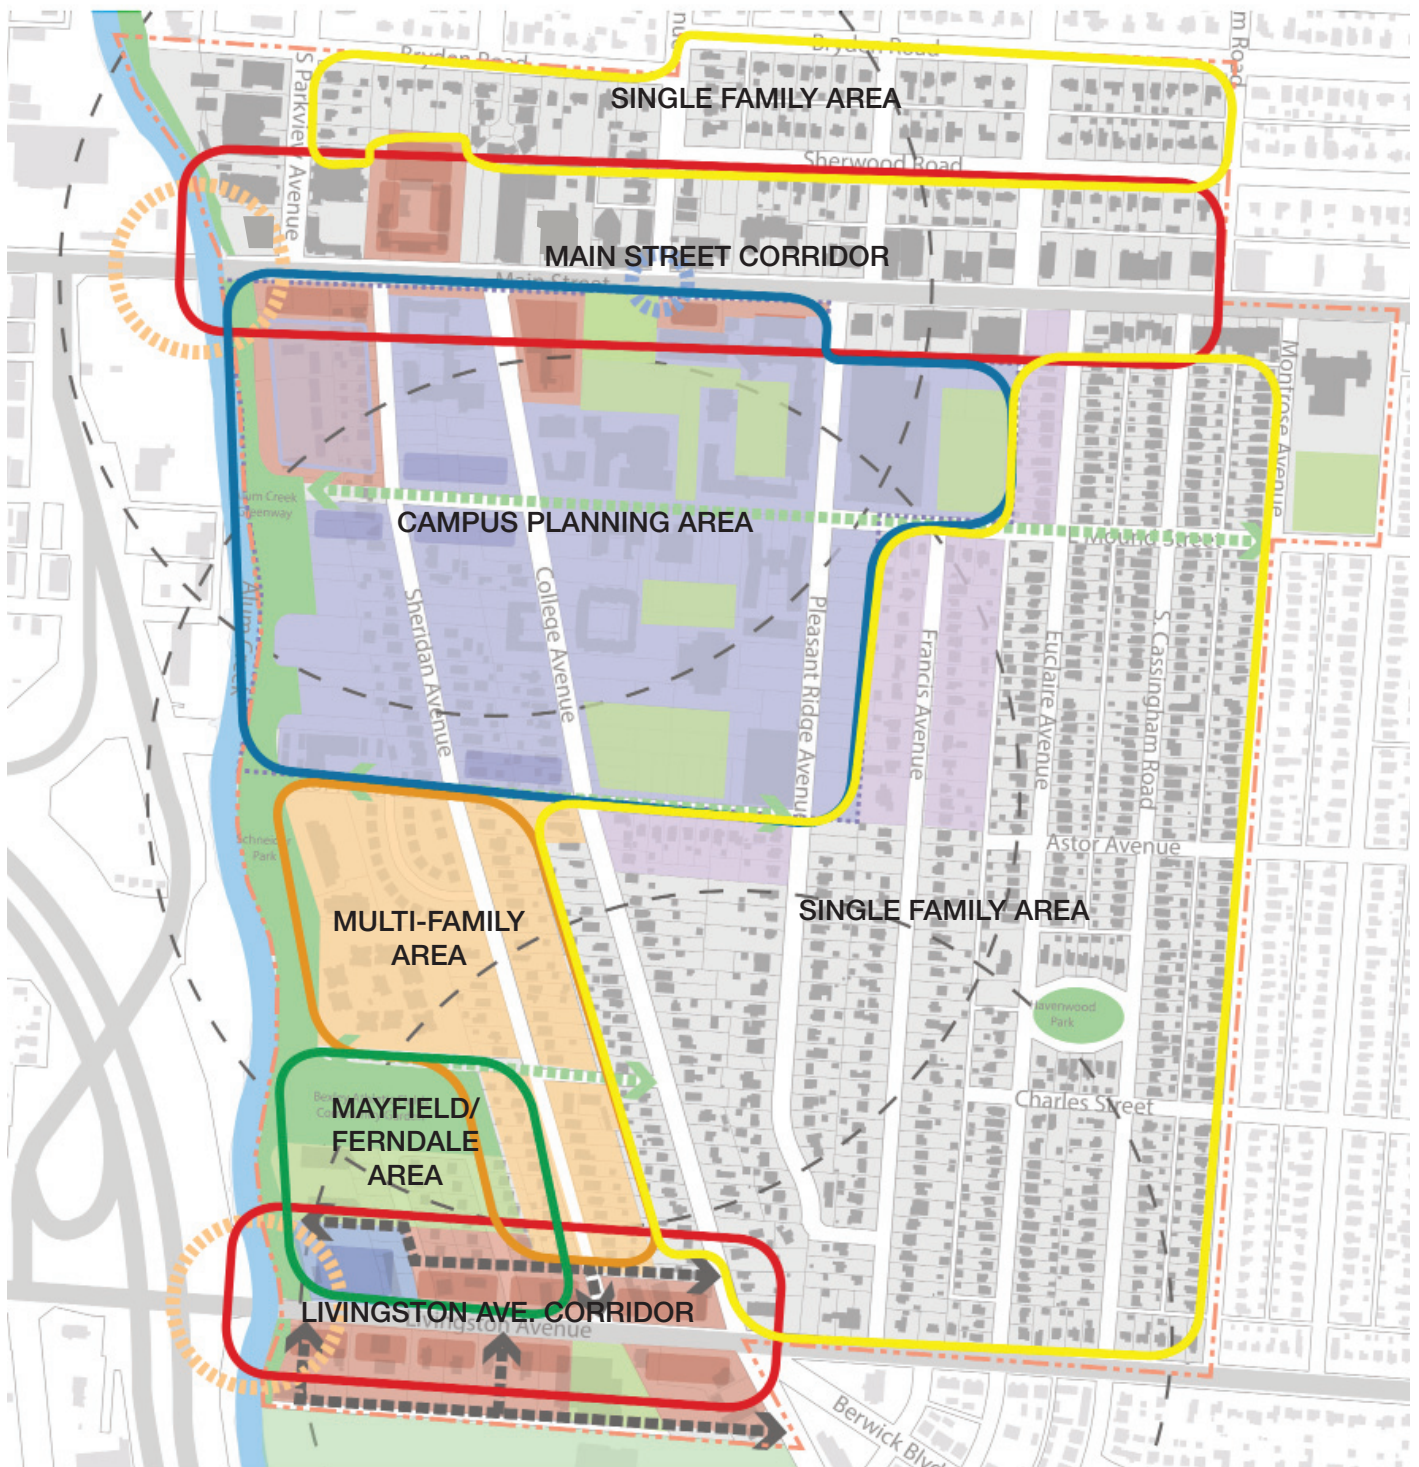 Bryden Road
Bryden Road
m Road
S Parkview Avenue
SINGLE FAMILY AREA
Sherwood Road
MAIN STREET CORRIDOR
Main Street
Montrose Avenue
Alum Creek
Greenway
CAMPUS PLANNING AREA
Mound Street
Alum Creek
Sheridan Avenue
College Avenue
Pleasant Ridge Avenue
Francis Avenue
Euclaire Avenue
S. Cassingham Road
Schneider
Park
Astor Avenue
MULTI-FAMILY
AREA
SINGLE FAMILY AREA
Havenwood
Park
Charles Street
MAYFIELD/
FERNDALE
AREA
LIVINGSTON AVE. CORRIDOR
Livingston Avenue
Berwick Blvd